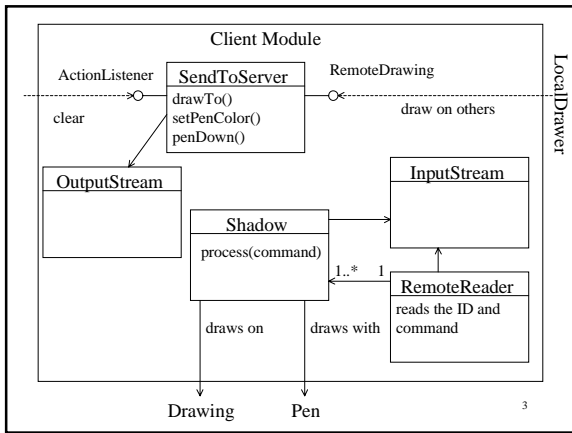 Client Module
ActionListener
SendToServer
RemoteDrawing
LocalDrawer
clear
drawTo()
setPenColor()
penDown()
draw on others
OutputStream
InputStream
Shadow
process(command)
1..* 1
RemoteReader
reads the ID and
command
draws on
draws with
Drawing
Pen
3